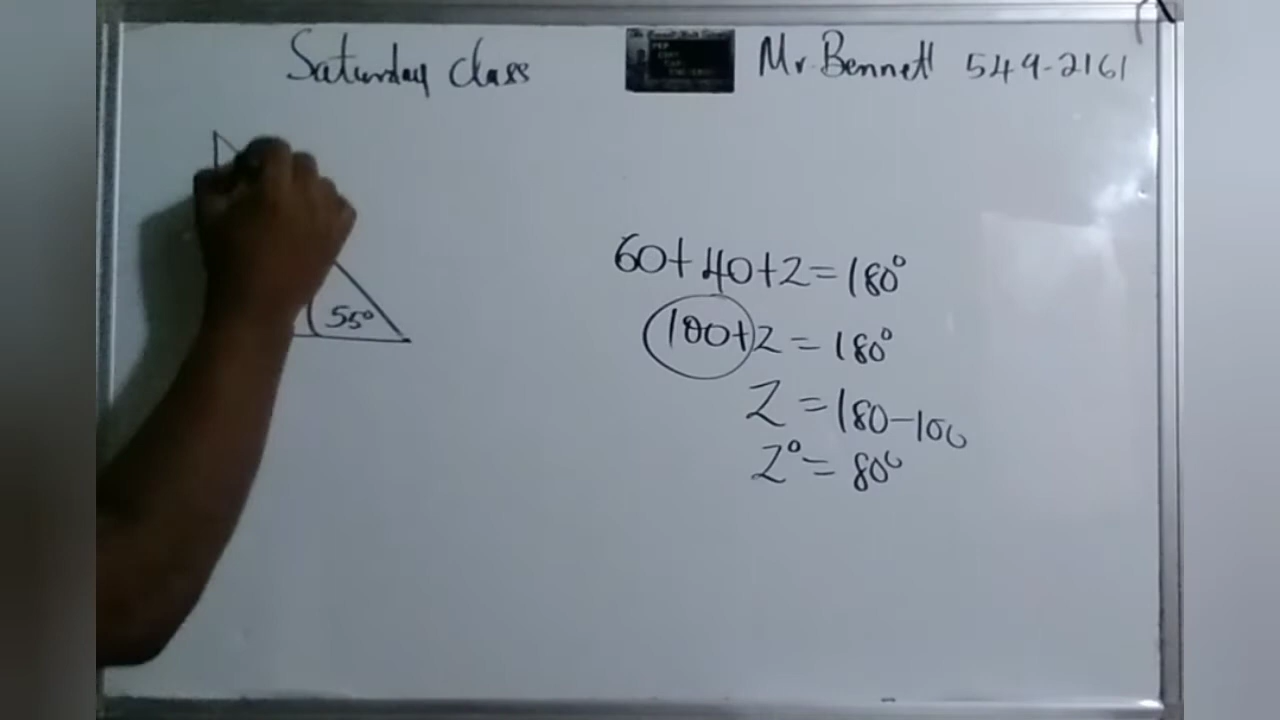 Saturday class
Mr. Bennett 549-2161
55°
60+40+z=180°
100+z=180°
z=180-100
z°=80°